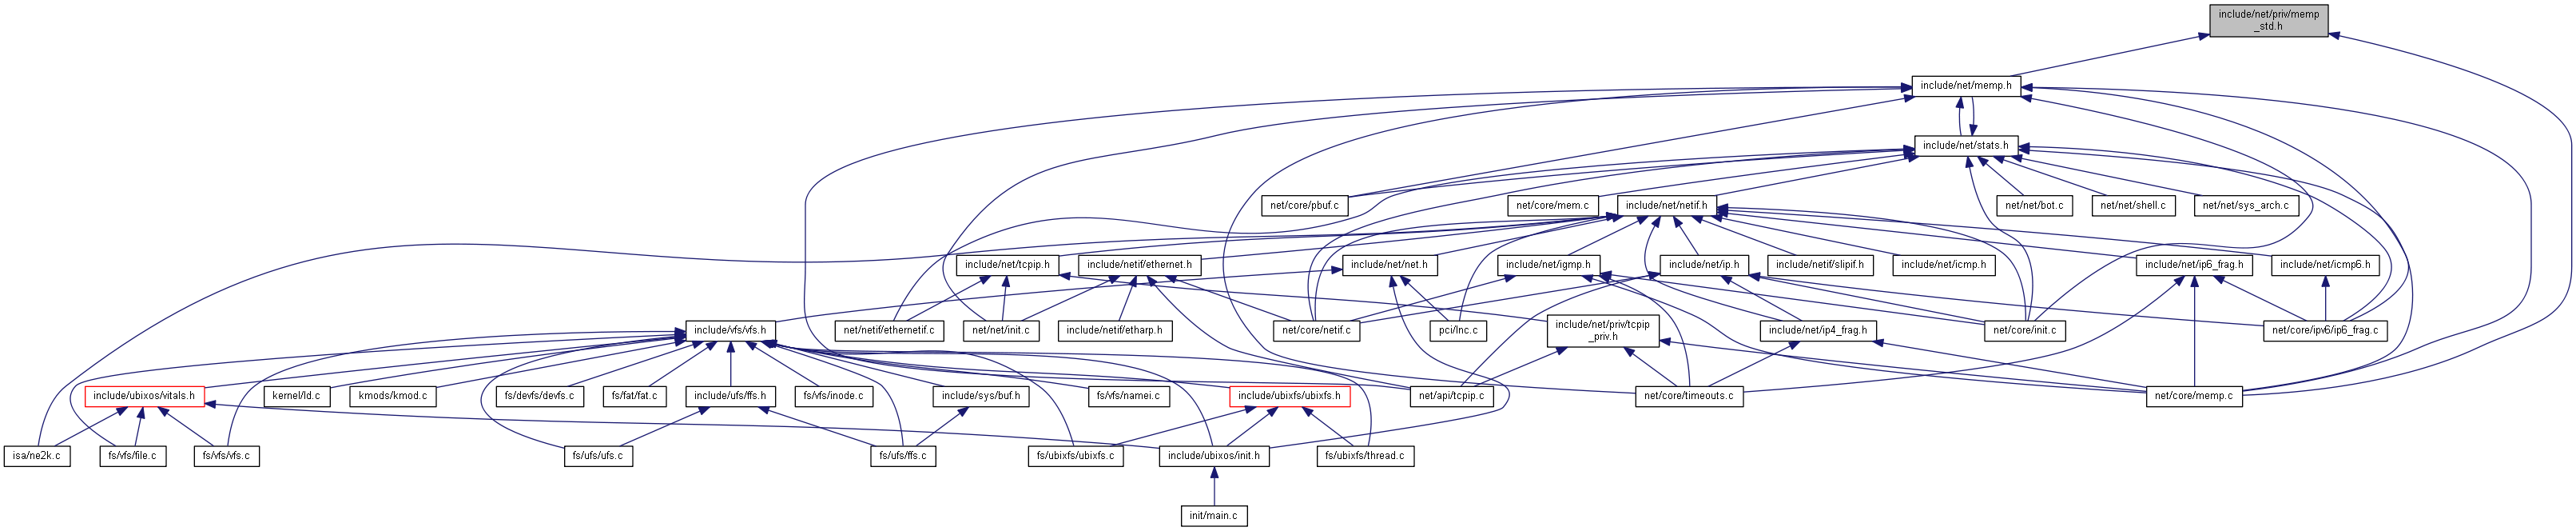 include/net/priv/memp
_std.h
include/net/memp.h
include/net/stats.h
net/core/pbuf.c
net/core/mem.c
include/net/netif.h
net/net/bot.c
net/net/shell.c
net/net/sys_arch.c
include/net/tcpip.h
include/netif/ethernet.h
include/net/net.h
include/net/igmp.h
include/net/ip.h
include/netif/slipif.h
include/net/icmp.h
include/net/ip6_frag.h
include/net/icmp6.h
include/vfs/vfs.h
net/netif/ethernetif.c
net/net/init.c
include/netif/etharp.h
net/core/netif.c
pci/lnc.c
include/net/priv/tcpip
_priv.h
include/net/ip4_frag.h
net/core/init.c
net/core/ipv6/ip6_frag.c
include/ubixos/vitals.h
kernel/ld.c
kmods/kmod.c
fs/devfs/devfs.c
fs/fat/fat.c
include/ufs/ffs.h
fs/vfs/inode.c
include/sys/buf.h
fs/vfs/namei.c
include/ubixfs/ubixfs.h
net/api/tcpip.c
net/core/timeouts.c
net/core/memp.c
isa/ne2k.c
fs/vfs/file.c
fs/vfs/vfs.c
fs/ufs/ufs.c
fs/ufs/ffs.c
fs/ubixfs/ubixfs.c
include/ubixos/init.h
fs/ubixfs/thread.c
init/main.c